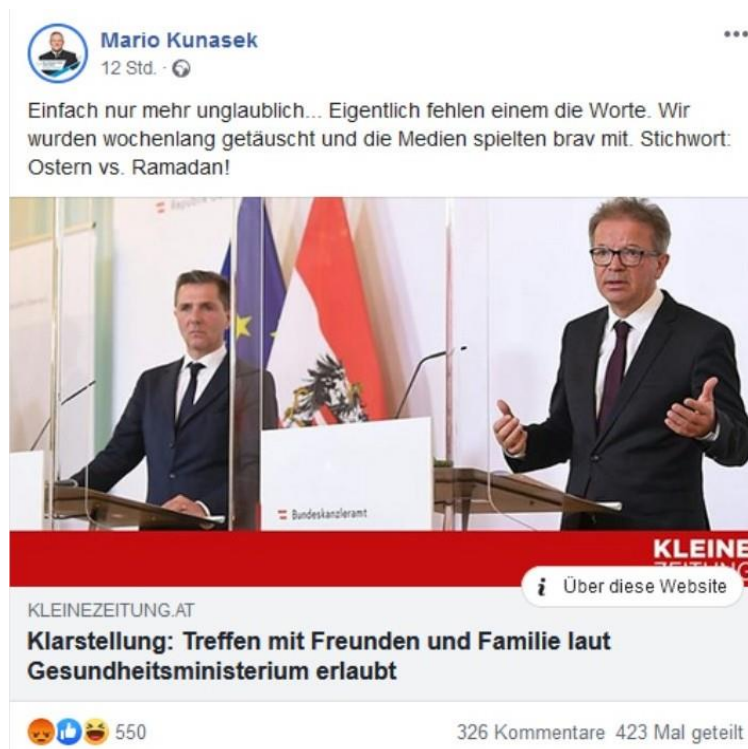 Mario Kunasek
12 Std. ·
Einfach nur mehr unglaublich... Eigentlich fehlen einem die Worte. Wir
wurden wochenlang getäuscht und die Medien spielten brav mit. Stichwort:
Ostern vs. Ramadan!
Republik
Bundeskanzleramt
KLEINE
ZEITUNG
i Über diese Website
KLEINEZEITUNG.AT
Klarstellung: Treffen mit Freunden und Familie laut
Gesundheitsministerium erlaubt
550
326 Kommentare 423 Mal geteilt